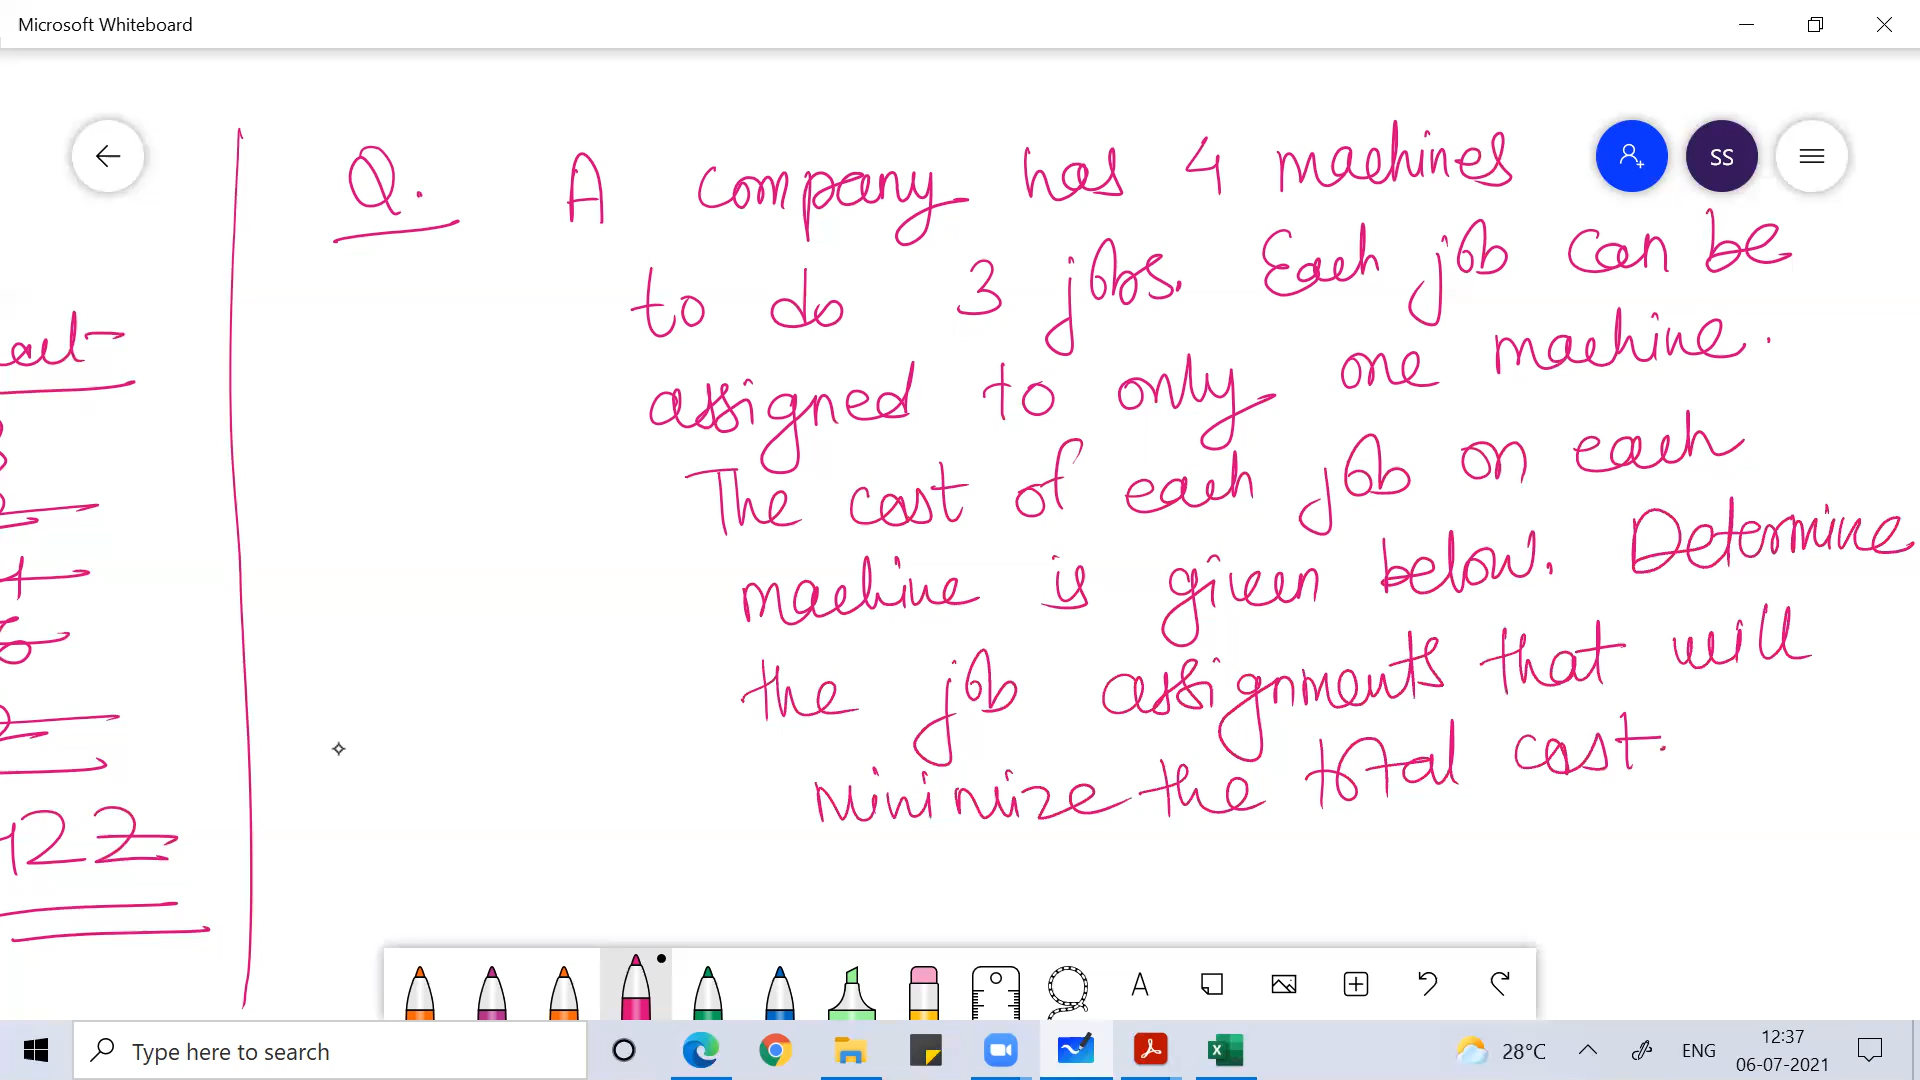 Microsoft Whiteboard
Q. A company has 4 machines
to do 3 jobs. Each job can be
assigned to only one machine.
The cost of each job on each
machine is given below. Determine
the job assignments that will
minimize the total cost.
SS
A
Type here to search
28°C
ENG
12:37
06-07-2021